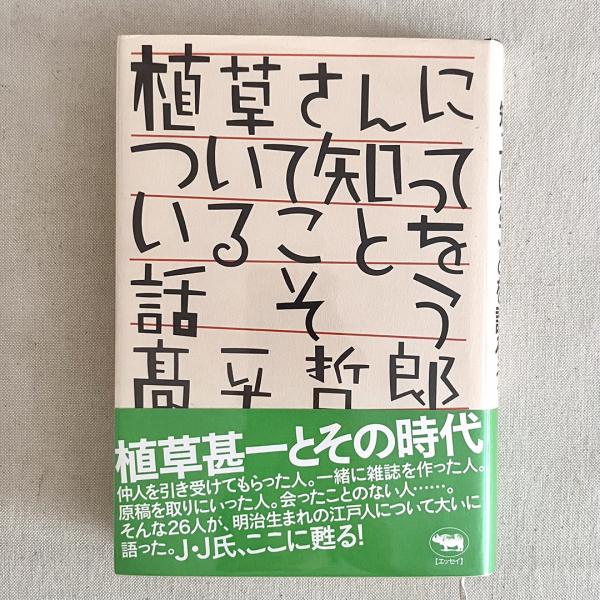 植草さんに
ついて知って
いることを
話そう
高平哲郎
植草甚一とその時代
仲人を引き受けてもらった人。一緒に雑誌を作った人。
原稿を取りにいった人。会ったことのない人……。
そんな26人が、明治生まれの江戸人について大いに
語った。J・J氏、ここに甦る!
【エッセイ】